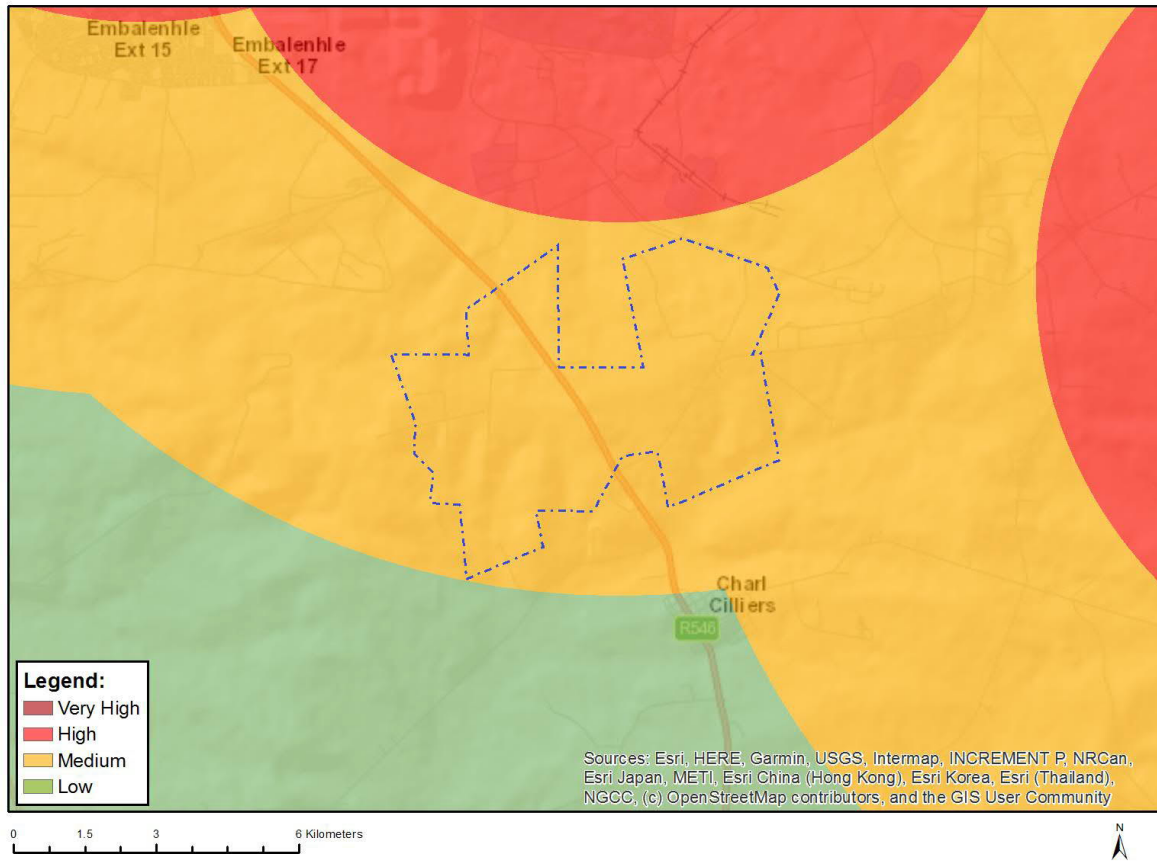 Embalenhle
Ext 15
Embalenhle
Ext 17
Charl
Cilliers
R546
Legend:
Very High
High
Medium
Low
Sources: Esri, HERE, Garmin, USGS, Intermap, INCREMENT P, NRCan,
Esri Japan, METI, Esri China (Hong Kong), Esri Korea, Esri (Thailand),
NGCC, (c) OpenStreetMap contributors, and the GIS User Community
0 1.5 3 6 Kilometers
N